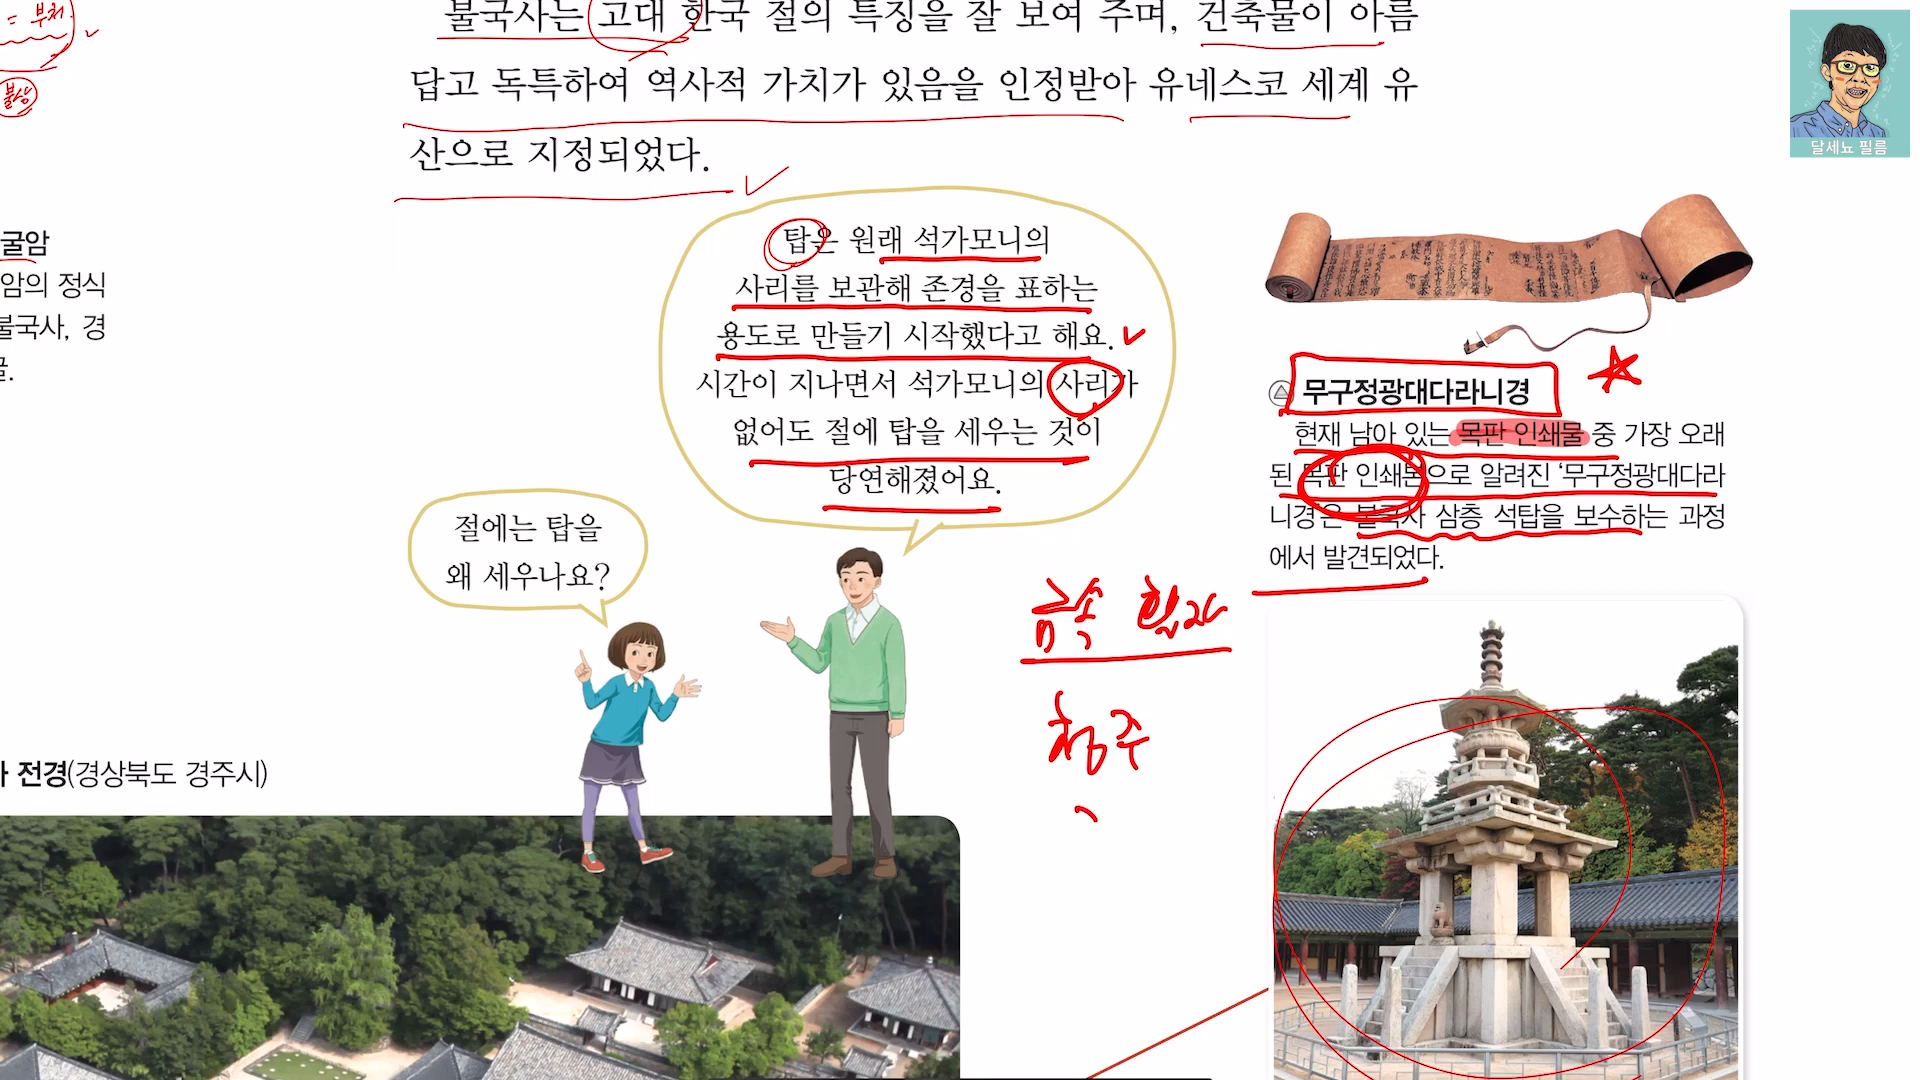 = 부처.
불상
불국사는 고대 한국 절의 특징을 잘 보여 주며, 건축물이 아름
답고 독특하여 역사적 가치가 있음을 인정받아 유네스코 세계 유
산으로 지정되었다.
달세뇨 필름
굴암
암의 정식
불국사, 경
굴.
탑은 원래 석가모니의
사리를 보관해 존경을 표하는
용도로 만들기 시작했다고 해요.
시간이 지나면서 석가모니의 사리가
없어도 절에 탑을 세우는 것이
당연해졌어요.
절에는 탑을
왜 세우나요?
무구정광대다라니경
현재 남아 있는 목판 인쇄물 중 가장 오래
된 목판 인쇄본으로 알려진 ‘무구정광대다라
니경’은 불국사 삼층 석탑을 보수하는 과정
에서 발견되었다.
금속 활자
청주
전경(경상북도 경주시)